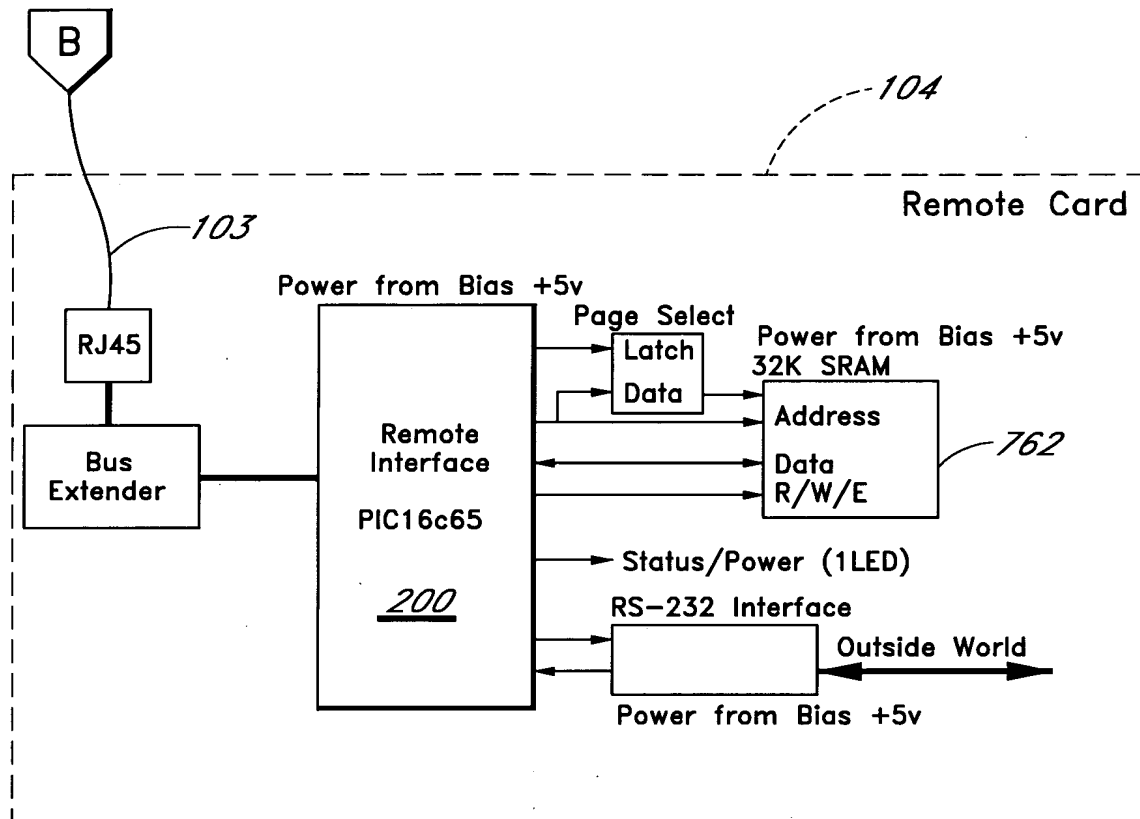 B
104
Remote Card
103
Power from Bias +5v
RJ45
Page Select
Latch
Data
Power from Bias +5v
32K SRAM
Address
Data
R/W/E
762
Bus
Extender
Remote
Interface
PIC16c65
200
Status/Power (1LED)
RS-232 Interface
Outside World
Power from Bias +5v